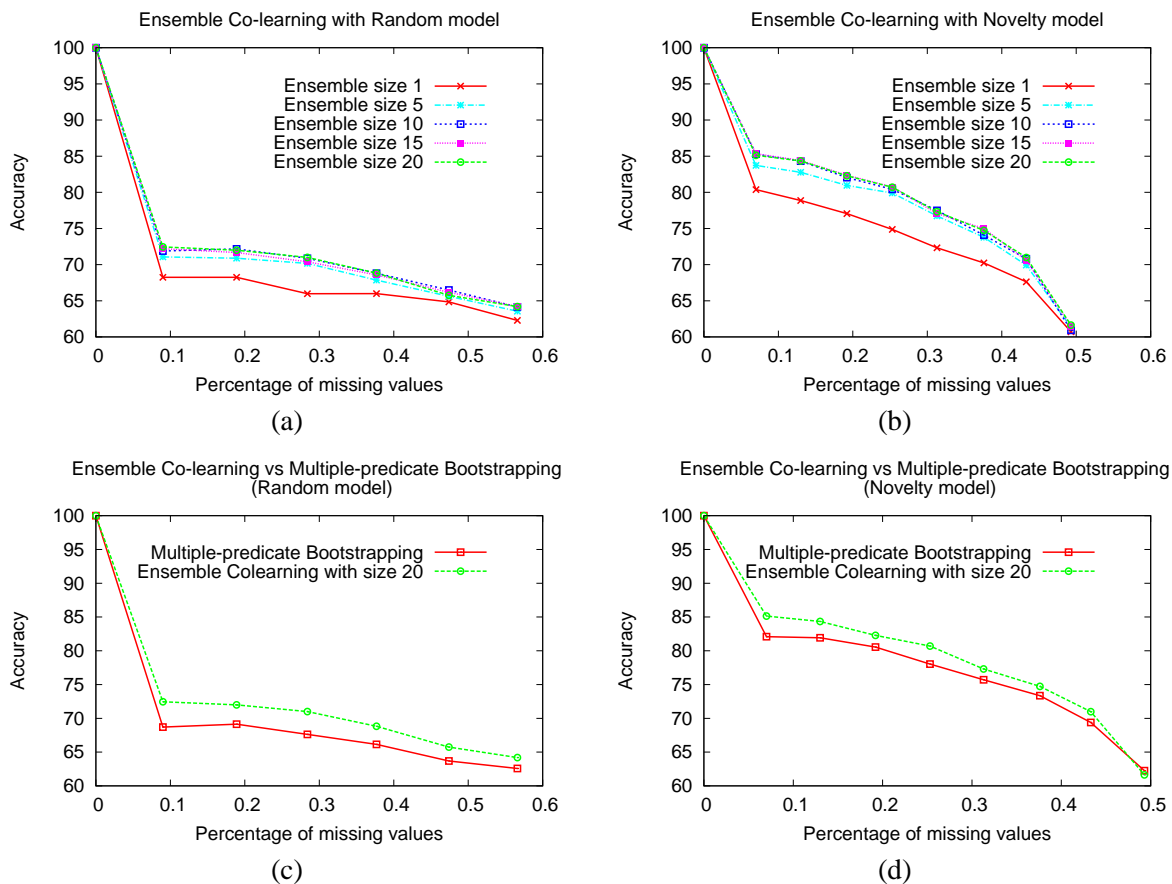 Ensemble Co-learning with Random model
100
95
90
85
80
75
70
65
60
Accuracy
Ensemble size 1
Ensemble size 5
Ensemble size 10
Ensemble size 15
Ensemble size 20
0 0.1 0.2 0.3 0.4 0.5 0.6
Percentage of missing values
(a)
Ensemble Co-learning with Novelty model
100
95
90
85
80
75
70
65
60
Accuracy
Ensemble size 1
Ensemble size 5
Ensemble size 10
Ensemble size 15
Ensemble size 20
0 0.1 0.2 0.3 0.4 0.5 0.6
Percentage of missing values
(b)
Ensemble Co-learning vs Multiple-predicate Bootstrapping
(Random model)
100
95
90
85
80
75
70
65
60
Accuracy
Multiple-predicate Bootstrapping
Ensemble Colearning with size 20
0 0.1 0.2 0.3 0.4 0.5 0.6
Percentage of missing values
(c)
Ensemble Co-learning vs Multiple-predicate Bootstrapping
(Novelty model)
100
95
90
85
80
75
70
65
60
Accuracy
Multiple-predicate Bootstrapping
Ensemble Colearning with size 20
0 0.1 0.2 0.3 0.4 0.5
Percentage of missing values
(d)